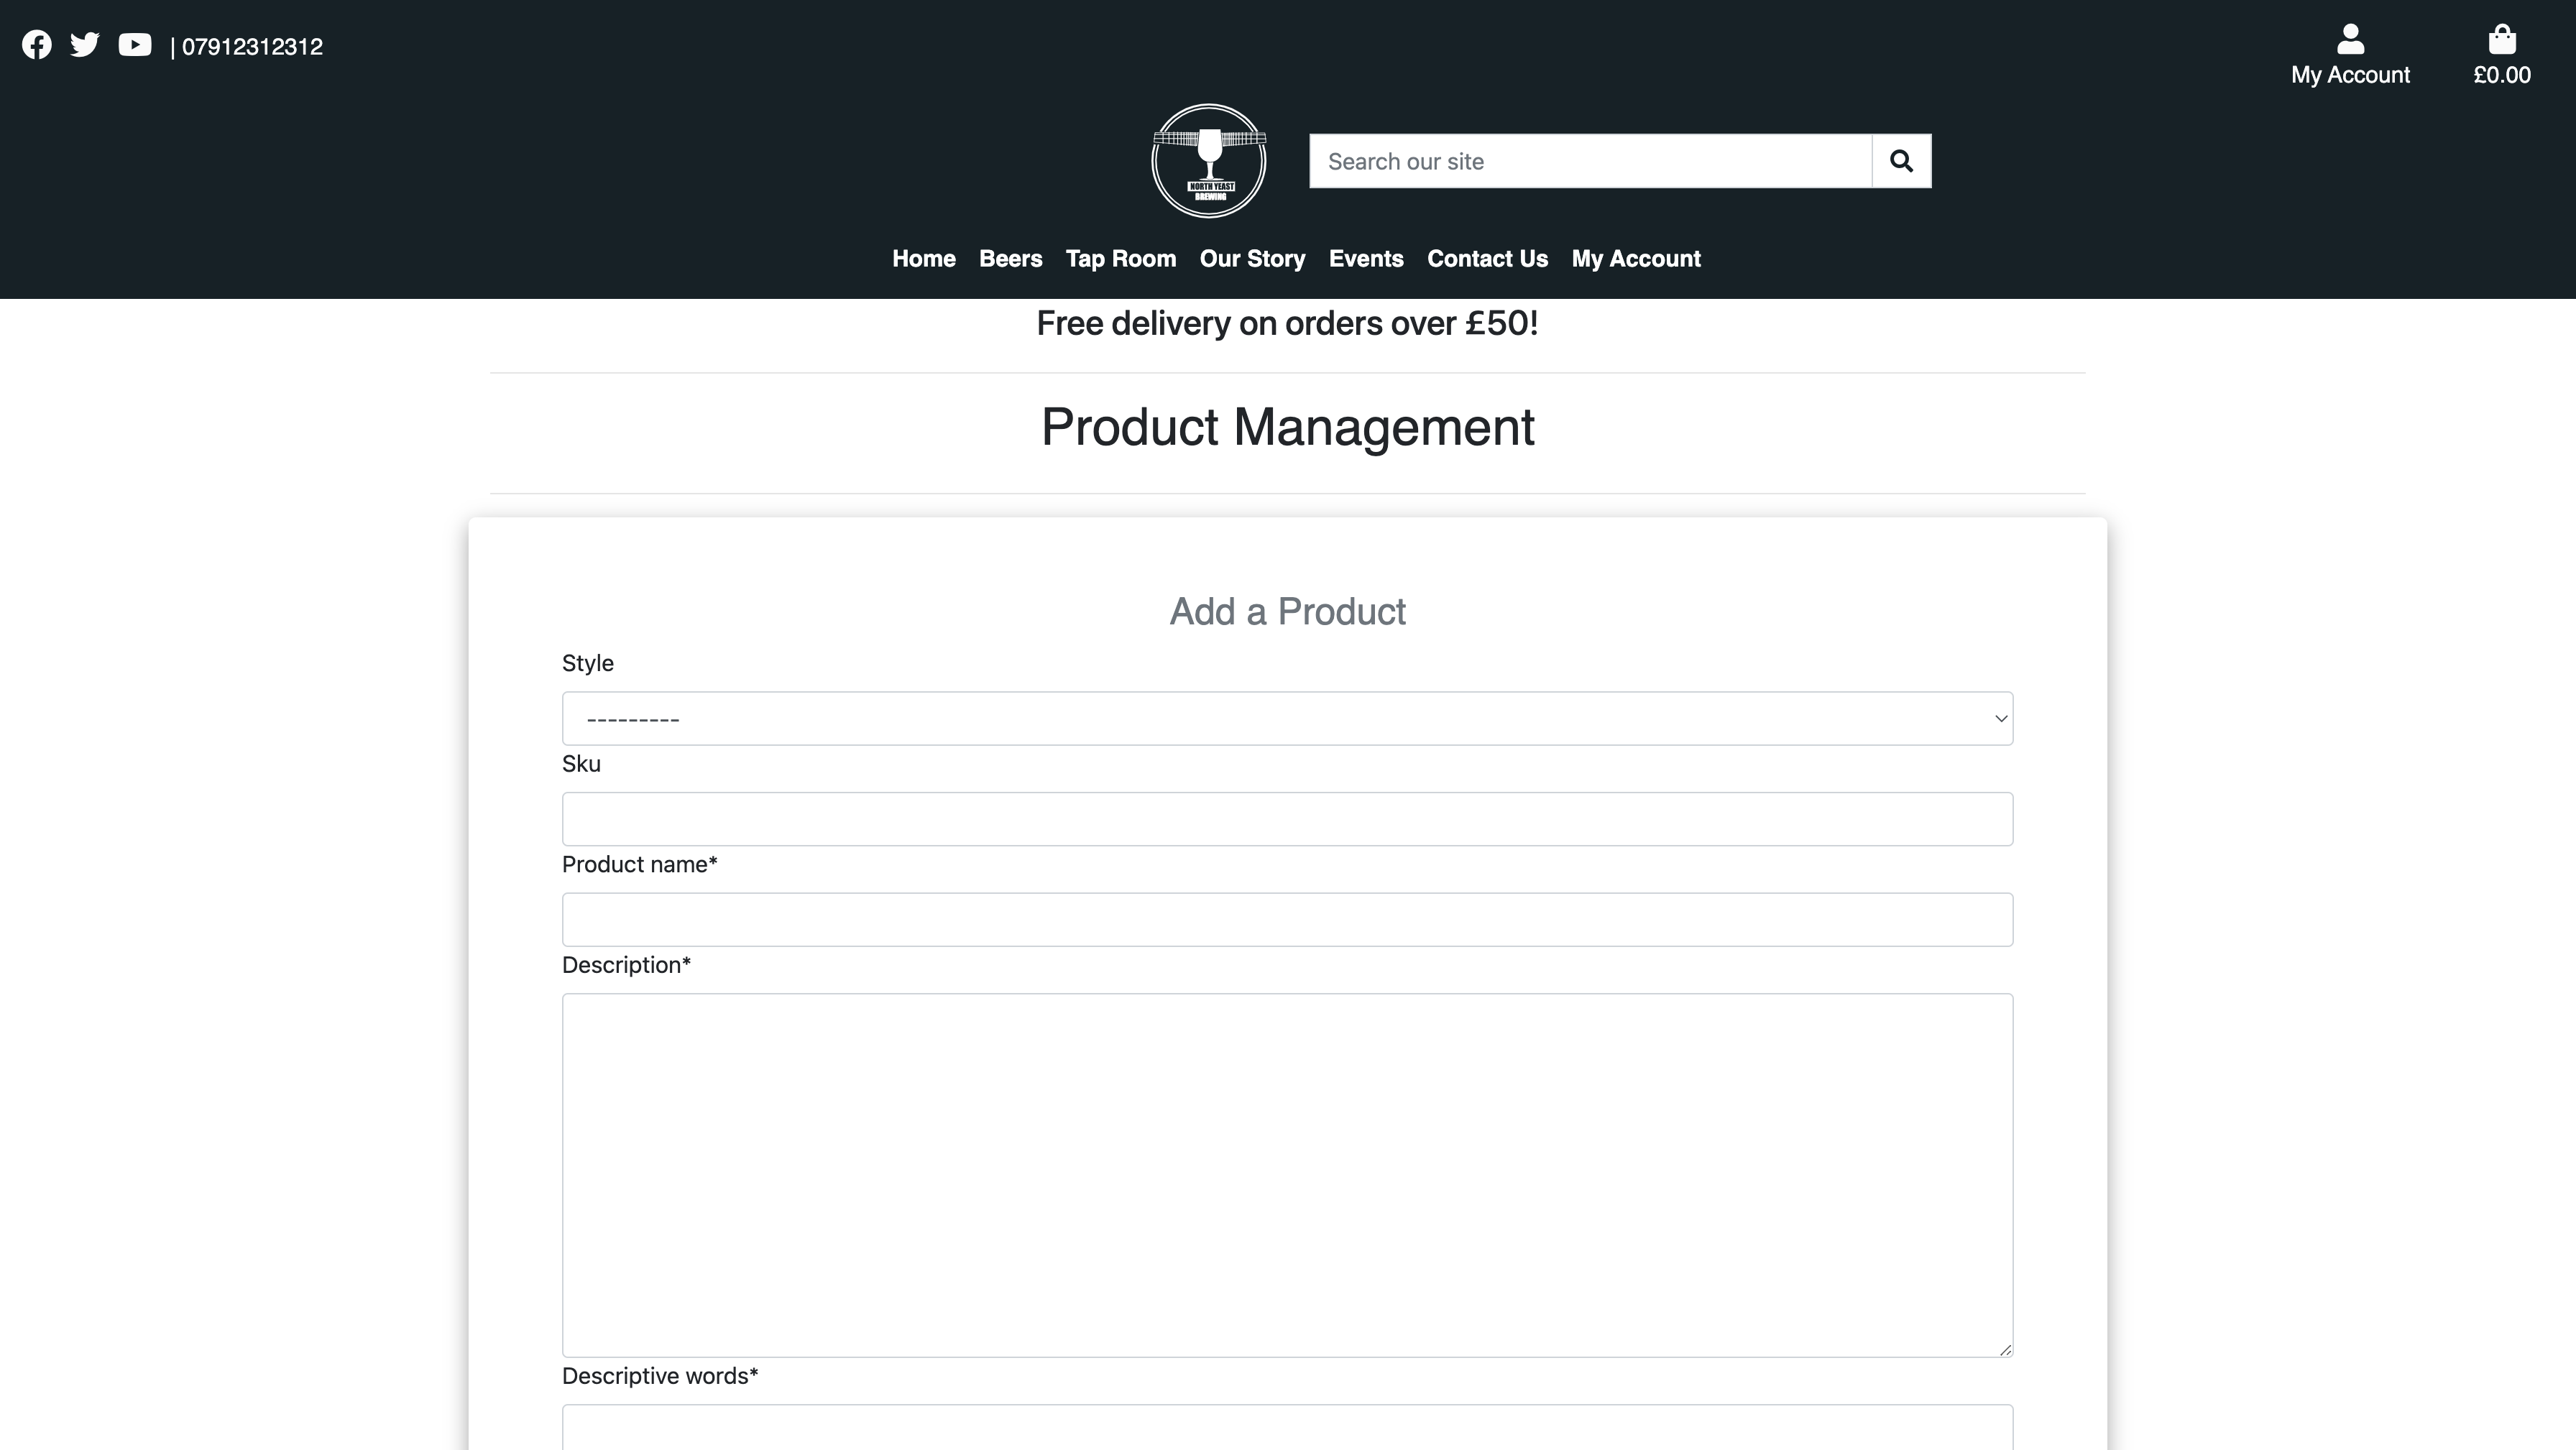 | 07912312312
My Account
£0.00
NORTH YEAST
BREWING
Search our site
Home Beers Tap Room Our Story Events Contact Us My Account
Free delivery on orders over £50!
Product Management
Add a Product
Style
---------
Sku
Product name*
Description*
Descriptive words*